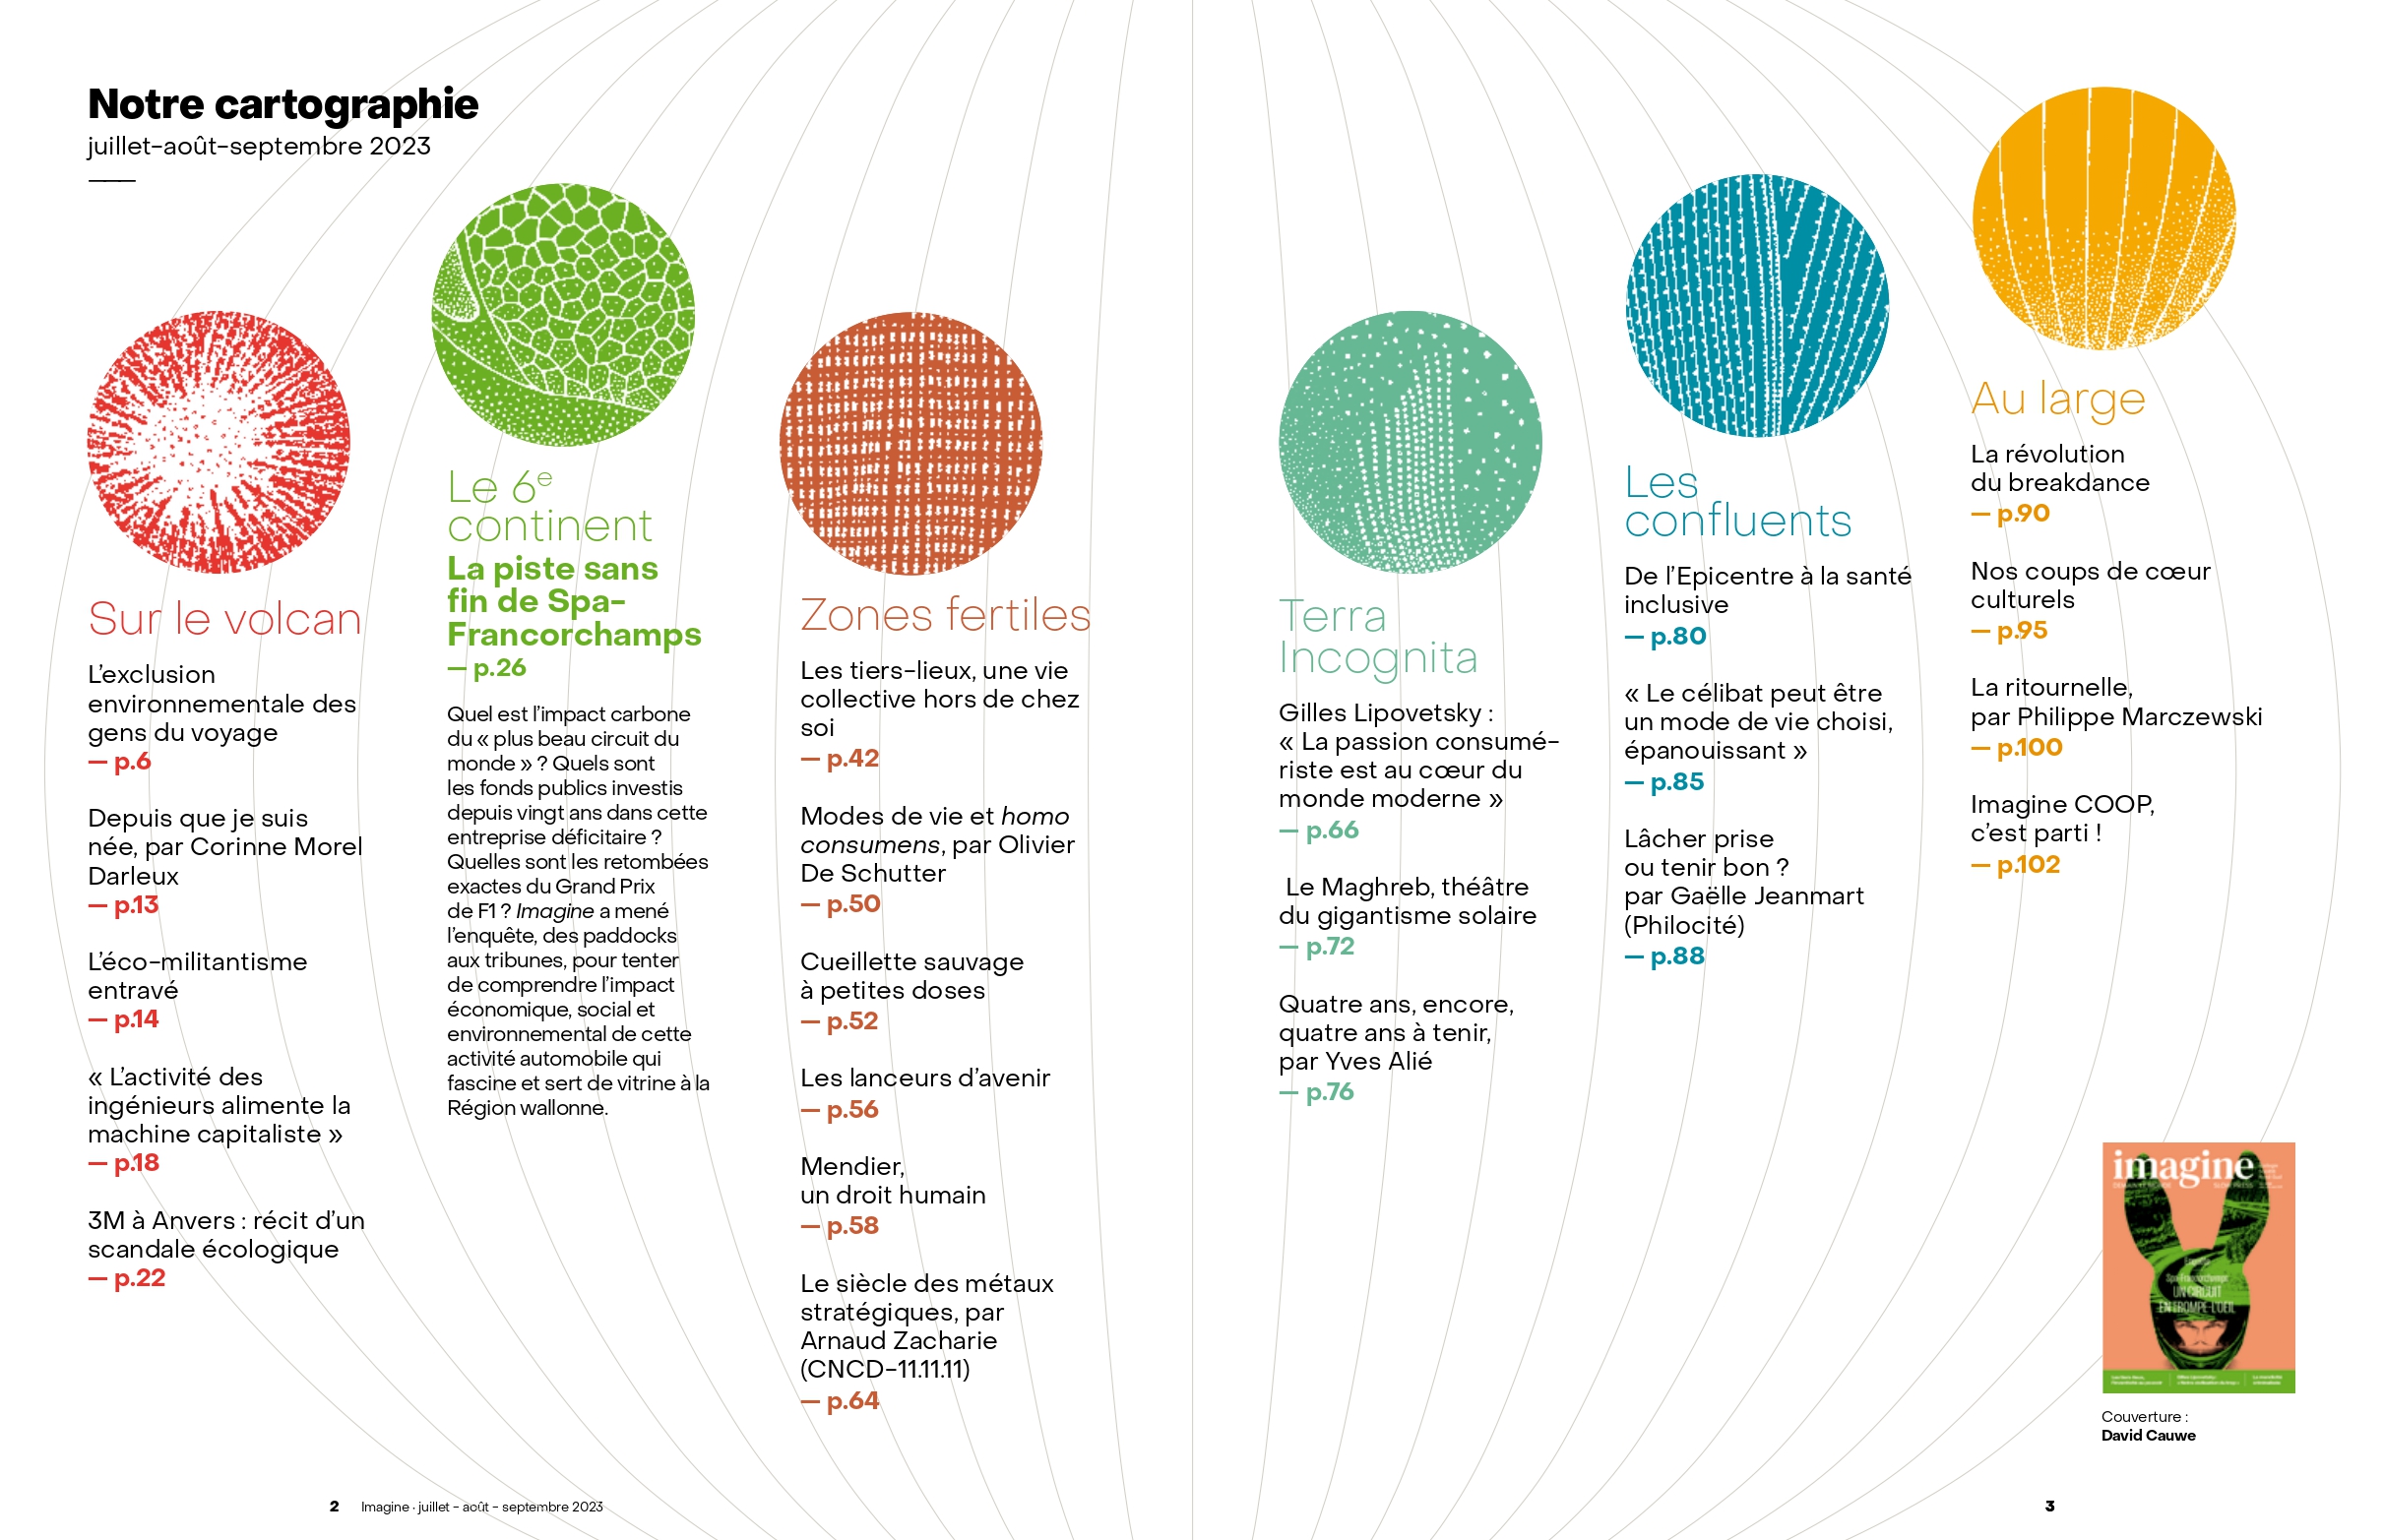 Notre cartographie
juillet-août-septembre 2023
Sur le volcan
L’exclusion
environnementale des
gens du voyage
— p.6
Depuis que je suis
née, par Corinne Morel
Darleux
— p.13
L’éco-militantisme
entravé
— p.14
« L’activité des
ingénieurs alimente la
machine capitaliste »
— p.18
3M à Anvers : récit d’un
scandale écologique
— p.22
Le 6e
continent
La piste sans
fin de Spa-
Francorchamps
— p.26
Quel est l’impact carbone
du « plus beau circuit du
monde » ? Quels sont
les fonds publics investis
depuis vingt ans dans cette
entreprise déficitaire ?
Quelles sont les retombées
exactes du Grand Prix
de F1 ? Imagine a mené
l’enquête, des paddocks
aux tribunes, pour tenter
de comprendre l’impact
économique, social et
environnemental de cette
activité automobile qui
fascine et sert de vitrine à la
Région wallonne.
Zones fertiles
Les tiers-lieux, une vie
collective hors de chez
soi
— p.42
Modes de vie et homo
consumens, par Olivier
De Schutter
— p.50
Cueillette sauvage
à petites doses
— p.52
Les lanceurs d’avenir
— p.56
Mendier,
un droit humain
— p.58
Le siècle des métaux
stratégiques, par
Arnaud Zacharie
(CNCD-11.11.11)
— p.64
Terra
Incognita
Gilles Lipovetsky :
« La passion consumé-
riste est au cœur du
monde moderne »
— p.66
Le Maghreb, théâtre
du gigantisme solaire
— p.72
Quatre ans, encore,
quatre ans à tenir,
par Yves Alié
— p.76
Les
confluents
De l’Epicentre à la santé
inclusive
— p.80
« Le célibat peut être
un mode de vie choisi,
épanouissant »
— p.85
Lâcher prise
ou tenir bon ?
par Gaëlle Jeanmart
(Philocité)
— p.88
Au large
La révolution
du breakdance
— p.90
Nos coups de cœur
culturels
— p.95
La ritournelle,
par Philippe Marczewski
— p.100
Imagine COOP,
c’est parti !
— p.102
imagine
Spa-Francorchamps
UN CIRCUIT
EN TROMPE-L’ŒIL
Couverture :
David Cauwe
2 Imagine · juillet - août - septembre 2023
3